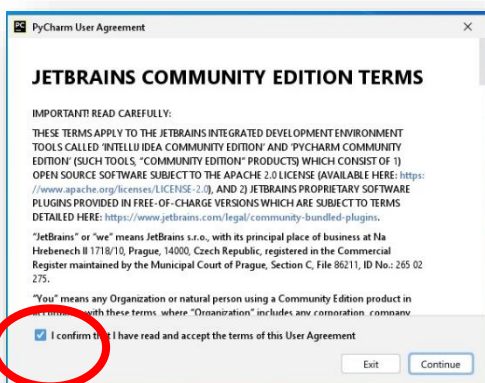 PC PyCharm User Agreement
JETBRAINS COMMUNITY EDITION TERMS
IMPORTANT! READ CAREFULLY:
THESE TERMS APPLY TO THE JETBRAINS INTEGRATED DEVELOPMENT ENVIRONMENT
TOOLS CALLED 'INTELLIJ IDEA COMMUNITY EDITION' AND 'PYCHARM COMMUNITY
EDITION' (SUCH TOOLS, "COMMUNITY EDITION" PRODUCTS) WHICH CONSIST OF 1)
OPEN SOURCE SOFTWARE SUBJECT TO THE APACHE 2.0 LICENSE (AVAILABLE HERE: https:
//www.apache.org/licenses/LICENSE-2.0), AND 2) JETBRAINS PROPRIETARY SOFTWARE
PLUGINS PROVIDED IN FREE-OF-CHARGE VERSIONS WHICH ARE SUBJECT TO TERMS
DETAILED HERE: https://www.jetbrains.com/legal/community-bundled-plugins.
"JetBrains" or "we" means JetBrains s.r.o., with its principal place of business at Na
Hrebenech II 1718/10, Prague, 14000, Czech Republic, registered in the Commercial
Register maintained by the Municipal Court of Prague, Section C, File 86211, ID No.: 265 02
275.
"You" means any Organization or natural person using a Community Edition product in
with these terms, where "Organization" includes any corporation, company
I confirm that I have read and accept the terms of this User Agreement
Exit Continue